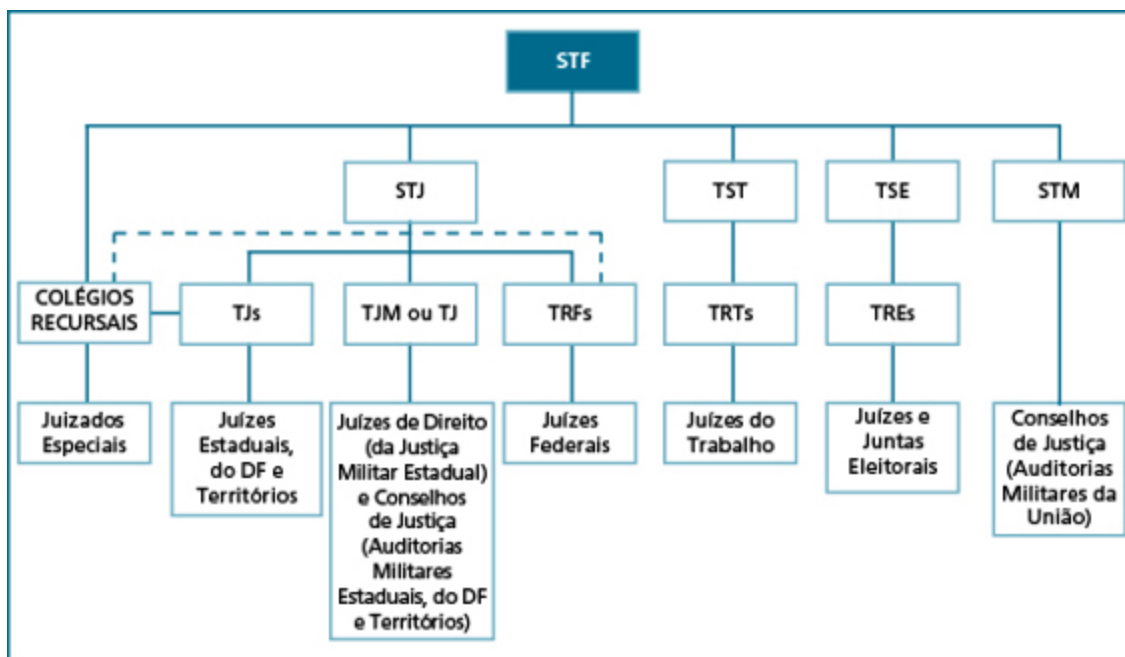 STF
STJ
TST
TSE
STM
COLÉGIOS
RECURSAIS
TJs
TJM ou TJ
TRFs
TRTs
TREs
Juizados
Especiais
Juízes
Estaduais,
do DF e
Territórios
Juízes de Direito
(da Justiça
Militar Estadual)
e Conselhos
de Justiça
(Auditorias
Militares
Estaduais, do DF
e Territórios)
Juízes
Federais
Juízes do
Trabalho
Juízes e
Juntas
Eleitorais
Conselhos
de Justiça
(Auditorias
Militares da
União)